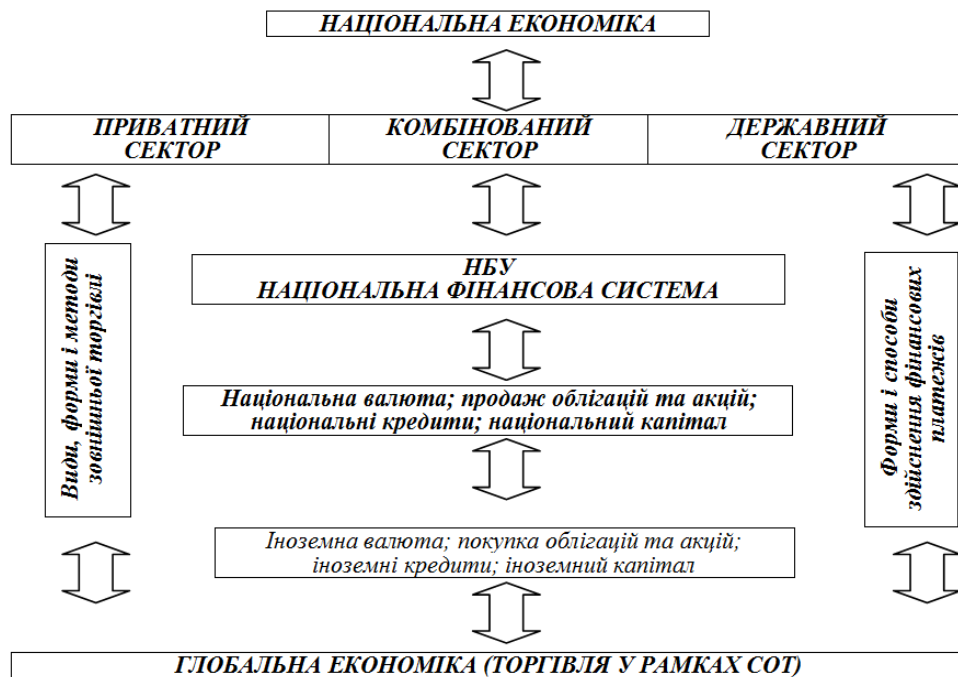 НАЦІОНАЛЬНА ЕКОНОМІКА
ПРИВАТНИЙ
СЕКТОР
КОМБІНОВАНИЙ
СЕКТОР
ДЕРЖАВНИЙ
СЕКТОР
Види, форми і методи
зовнішньої торгівлі
НБУ
НАЦІОНАЛЬНА ФІНАНСОВА СИСТЕМА
Національна валюта; продаж облігацій та акцій;
національні кредити; національний капітал
Іноземна валюта; покупка облігацій та акцій;
іноземні кредити; іноземний капітал
Форми і способи
здійснення фінансових
платежів
ГЛОБАЛЬНА ЕКОНОМІКА (ТОРГІВЛЯ У РАМКАХ СОТ)